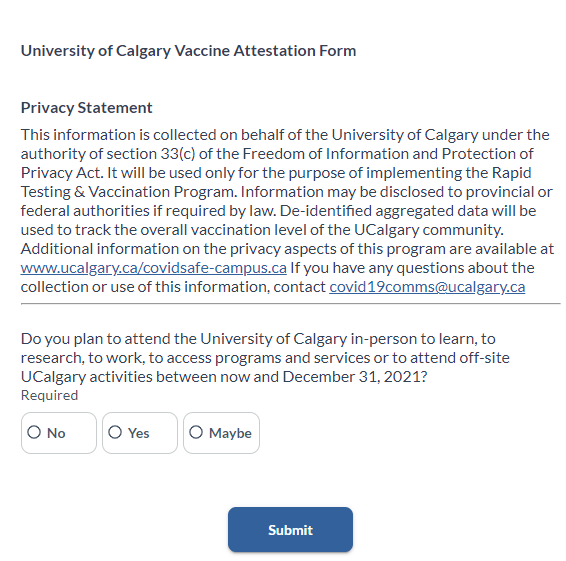 University of Calgary Vaccine Attestation Form
Privacy Statement
This information is collected on behalf of the University of Calgary under the
authority of section 33(c) of the Freedom of Information and Protection of
Privacy Act. It will be used only for the purpose of implementing the Rapid
Testing & Vaccination Program. Information may be disclosed to provincial or
federal authorities if required by law. De-identified aggregated data will be
used to track the overall vaccination level of the UCalgary community.
Additional information on the privacy aspects of this program are available at
www.ucalgary.ca/covidsafe-campus.ca If you have any questions about the
collection or use of this information, contact covid19comms@ucalgary.ca
Do you plan to attend the University of Calgary in-person to learn, to
research, to work, to access programs and services or to attend off-site
UCalgary activities between now and December 31, 2021?
Required
No Yes Maybe
Submit